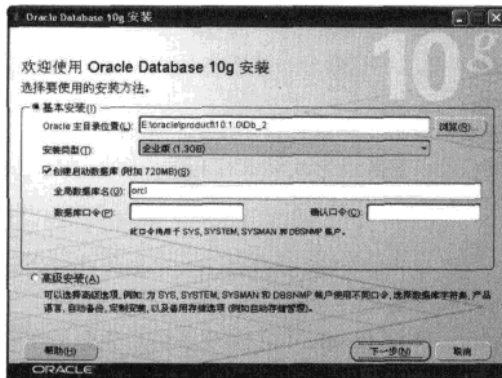 Oracle Database 10g 安装
10g
欢迎使用 Oracle Database 10g 安装
选择要使用的安装方法。
基本安装(I)
Oracle 主目录位置(L): E:\oracle\product\10.1.0\Db_2 浏览(R)...
安装类型(T): 企业版 (1.3GB)
创建启动数据库 (附加 720MB)(S)
全局数据库名(G): orcl
数据库口令(P): 确认口令(C):
此口令将用于 SYS, SYSTEM, SYSMAN 和 DBSNMP 帐户。
高级安装(A)
可以选择高级选项, 例如: 为 SYS, SYSTEM, SYSMAN 和 DBSNMP 帐户使用不同口令, 选择数据库字符集, 产品
语言, 自动备份, 定制安装, 以及备用存储选项 (例如自动存储管理)。
帮助(H) 下一步(N) 取消
ORACLE